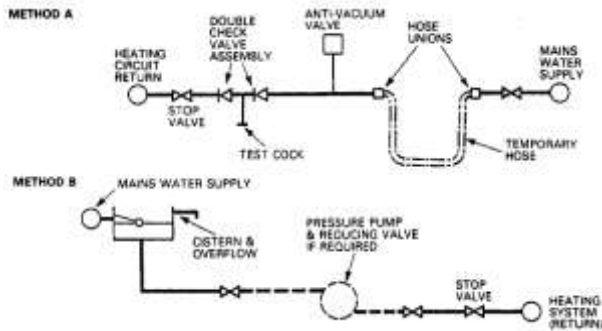 METHOD A
HEATING
CIRCUIT
RETURN
STOP
VALVE
DOUBLE
CHECK
VALVE
ASSEMBLY
TEST COCK
ANTI-VACUUM
VALVE
HOSE
UNIONS
MAINS
WATER
SUPPLY
TEMPORARY
HOSE
METHOD B
MAINS WATER SUPPLY
CISTERN &
OVERFLOW
PRESSURE PUMP
& REDUCING VALVE
IF REQUIRED
STOP
VALVE
HEATING
SYSTEM
(RETURN)